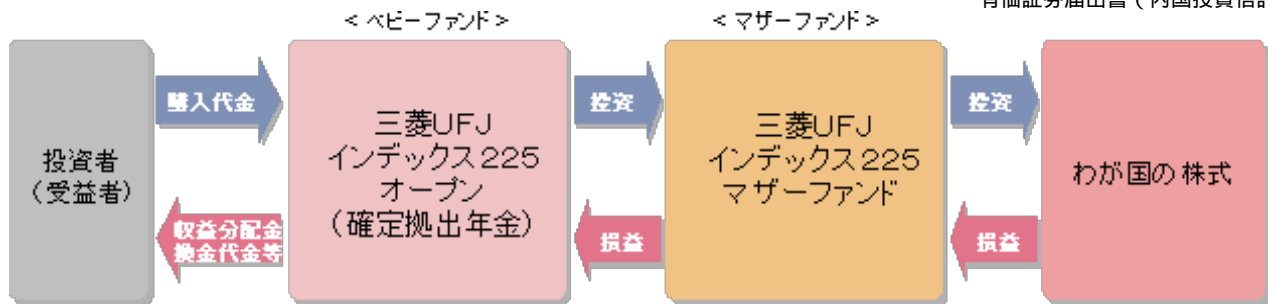 有価証券届出書(内国投資信託
<ベビーファンド>
<マザーファンド>
投資者
(受益者)
購入代金
収益分配金
換金代金等
三菱UFJ
インデックス225
オープン
(確定拠出年金)
投資
損益
三菱UFJ
インデックス225
マザーファンド
投資
損益
わが国の株式